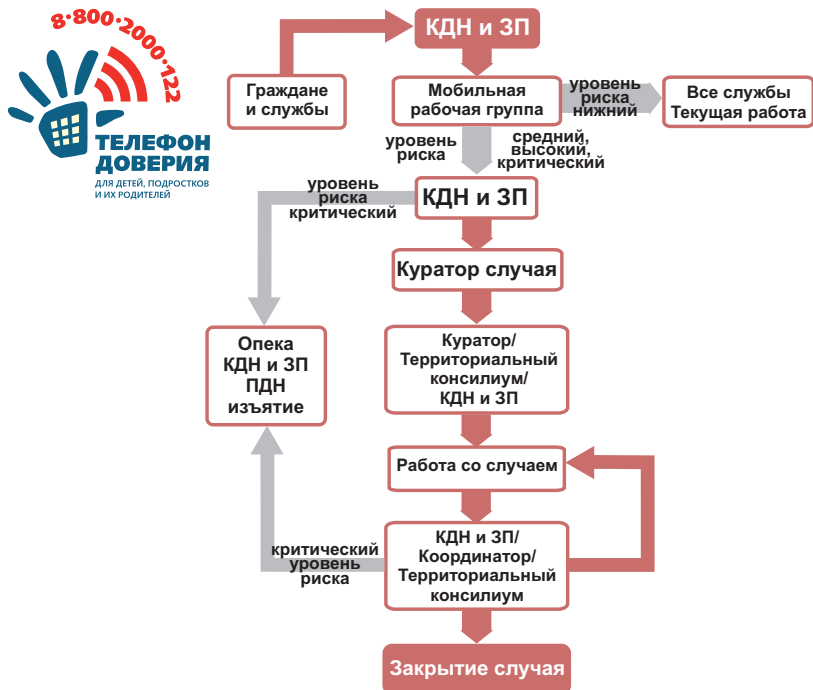 8·800·2000·122
ТЕЛЕФОН
ДОВЕРИЯ
ДЛЯ ДЕТЕЙ, ПОДРОСТКОВ
И ИХ РОДИТЕЛЕЙ
КДН и ЗП
Граждане
и службы
Мобильная
рабочая группа
уровень
риска
нижний
Все службы
Текущая работа
уровень
риска
средний,
высокий,
критический
КДН и ЗП
уровень
риска
критический
Куратор случая
Опека
КДН и ЗП
ПДН
изъятие
Куратор/
Территориальный
консилиум/
КДН и ЗП
Работа со случаем
КДН и ЗП/
Координатор/
Территориальный
консилиум
критический
уровень
риска
Закрытие случая